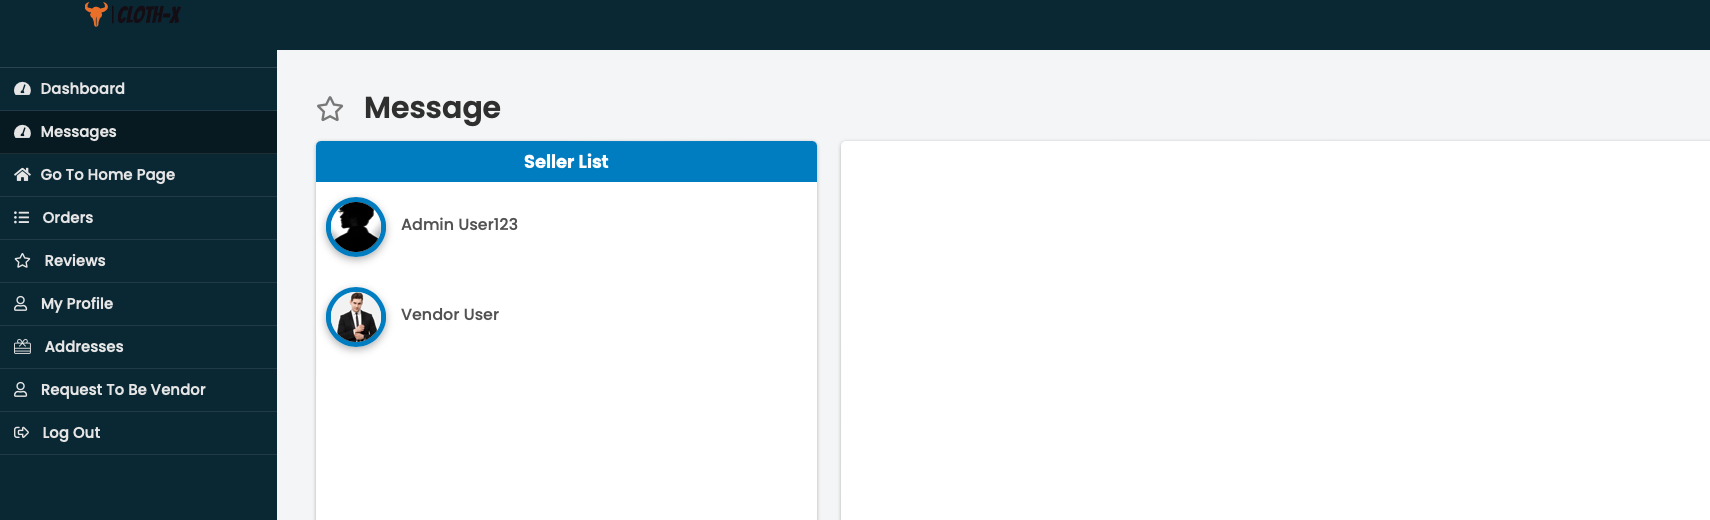 CLOTH-X
Dashboard
Messages
Go To Home Page
Orders
Reviews
My Profile
Addresses
Request To Be Vendor
Log Out
Message
Seller List
Admin User123
Vendor User